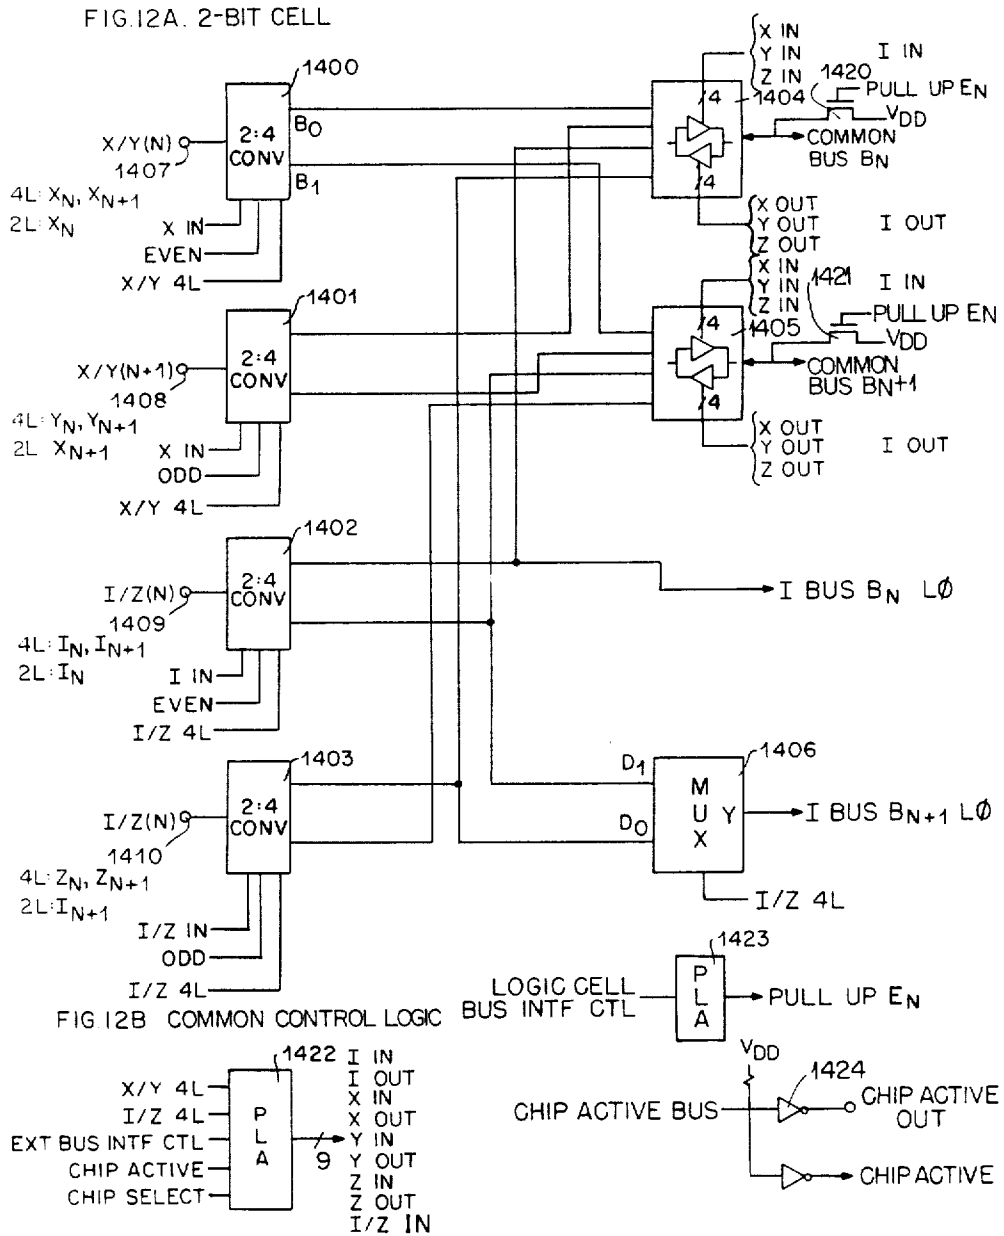 FIG.12A. 2-BIT CELL
1400
X/Y(N)
1407
2:4
CONV
B0
B1
4L: XN, XN+1
2L: XN
X IN
EVEN
X/Y 4L
1401
X/Y(N+1)
1408
2:4
CONV
4L: YN, YN+1
2L XN+1
X IN
ODD
X/Y 4L
1402
I/Z(N)
1409
2:4
CONV
4L: IN, IN+1
2L: IN
I IN
EVEN
I/Z 4L
1403
I/Z(N)
1410
2:4
CONV
4L: ZN, ZN+1
2L: IN+1
I/Z IN
ODD
I/Z 4L
X IN
Y IN
Z IN
I IN
4
1404
1420
PULL UP EN
VDD
COMMON
BUS BN
4
X OUT
Y OUT
Z OUT
I OUT
X IN
Y IN
Z IN
I IN
4
1405
1421
PULL UP EN
VDD
COMMON
BUS BN+1
4
X OUT
Y OUT
Z OUT
I OUT
I BUS BN LØ
D1
D0
MUX
Y
1406
I BUS BN+1 LØ
I/Z 4L
LOGIC CELL
BUS INTF CTL
PLA
1423
PULL UP EN
FIG.12B COMMON CONTROL LOGIC
X/Y 4L
I/Z 4L
EXT BUS INTF CTL
CHIP ACTIVE
CHIP SELECT
PLA
1422
9
I IN
I OUT
X IN
X OUT
Y IN
Y OUT
Z IN
Z OUT
I/Z IN
VDD
1424
CHIP ACTIVE BUS
CHIP ACTIVE
OUT
CHIP ACTIVE